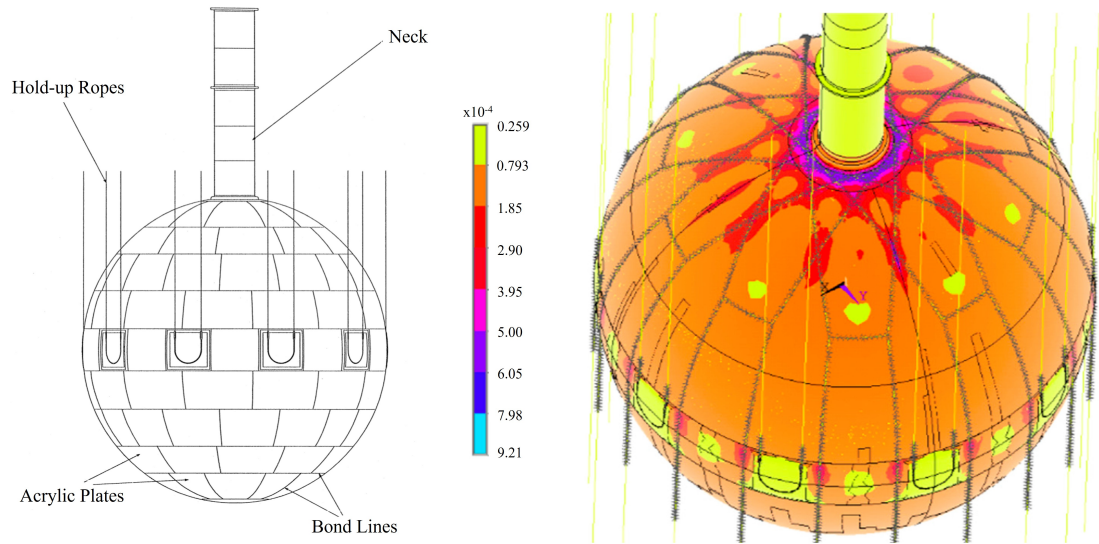 Neck
Hold-up Ropes
x10-4
0.259
0.793
1.85
2.90
3.95
5.00
6.05
7.98
9.21
X
Y
Acrylic Plates
Bond Lines